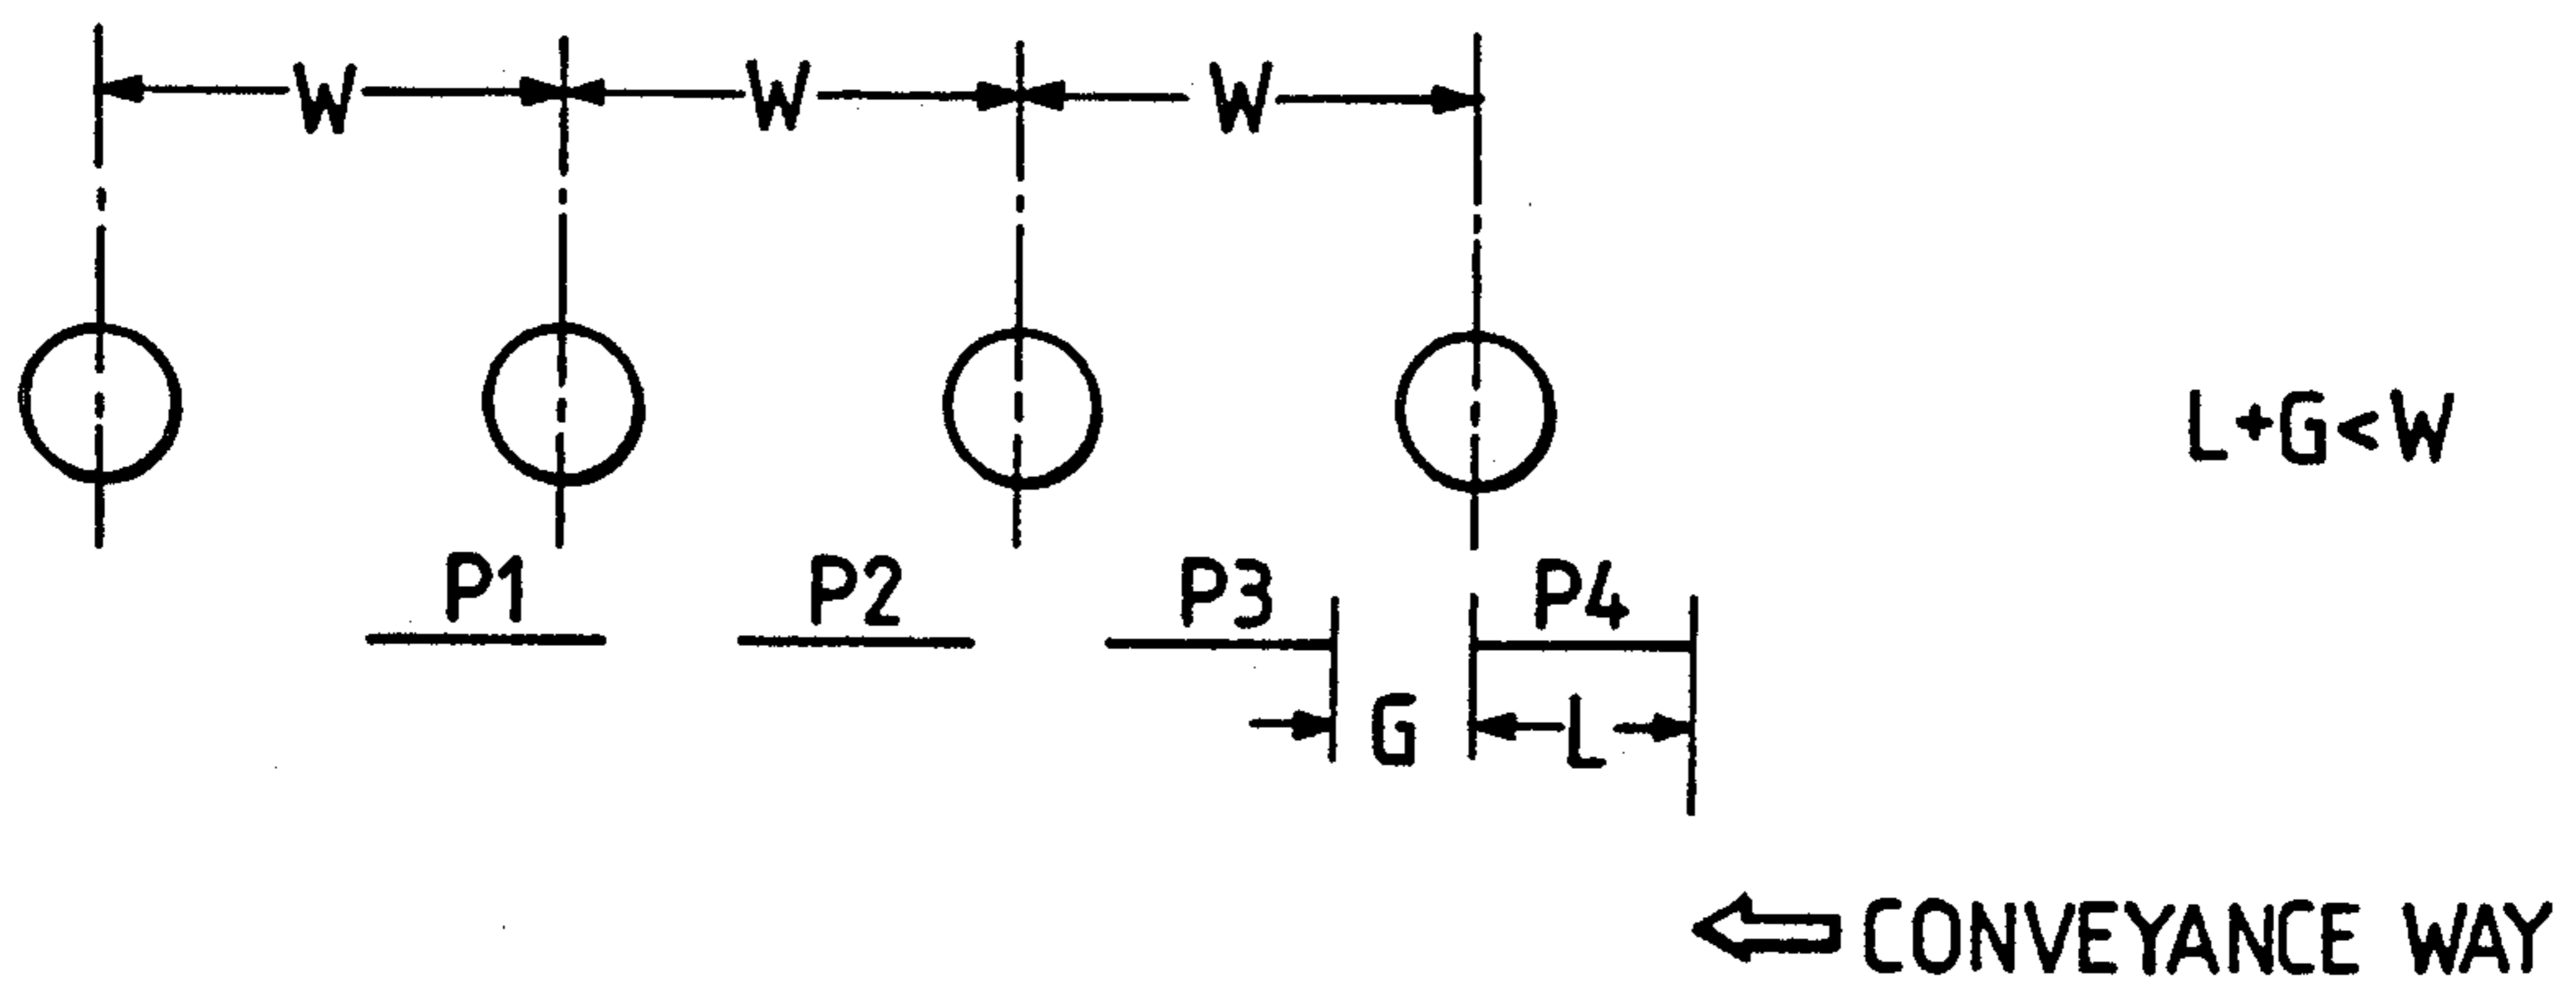 W W W
L+G<W
P1 P2 P3 P4
G L
CONVEYANCE WAY